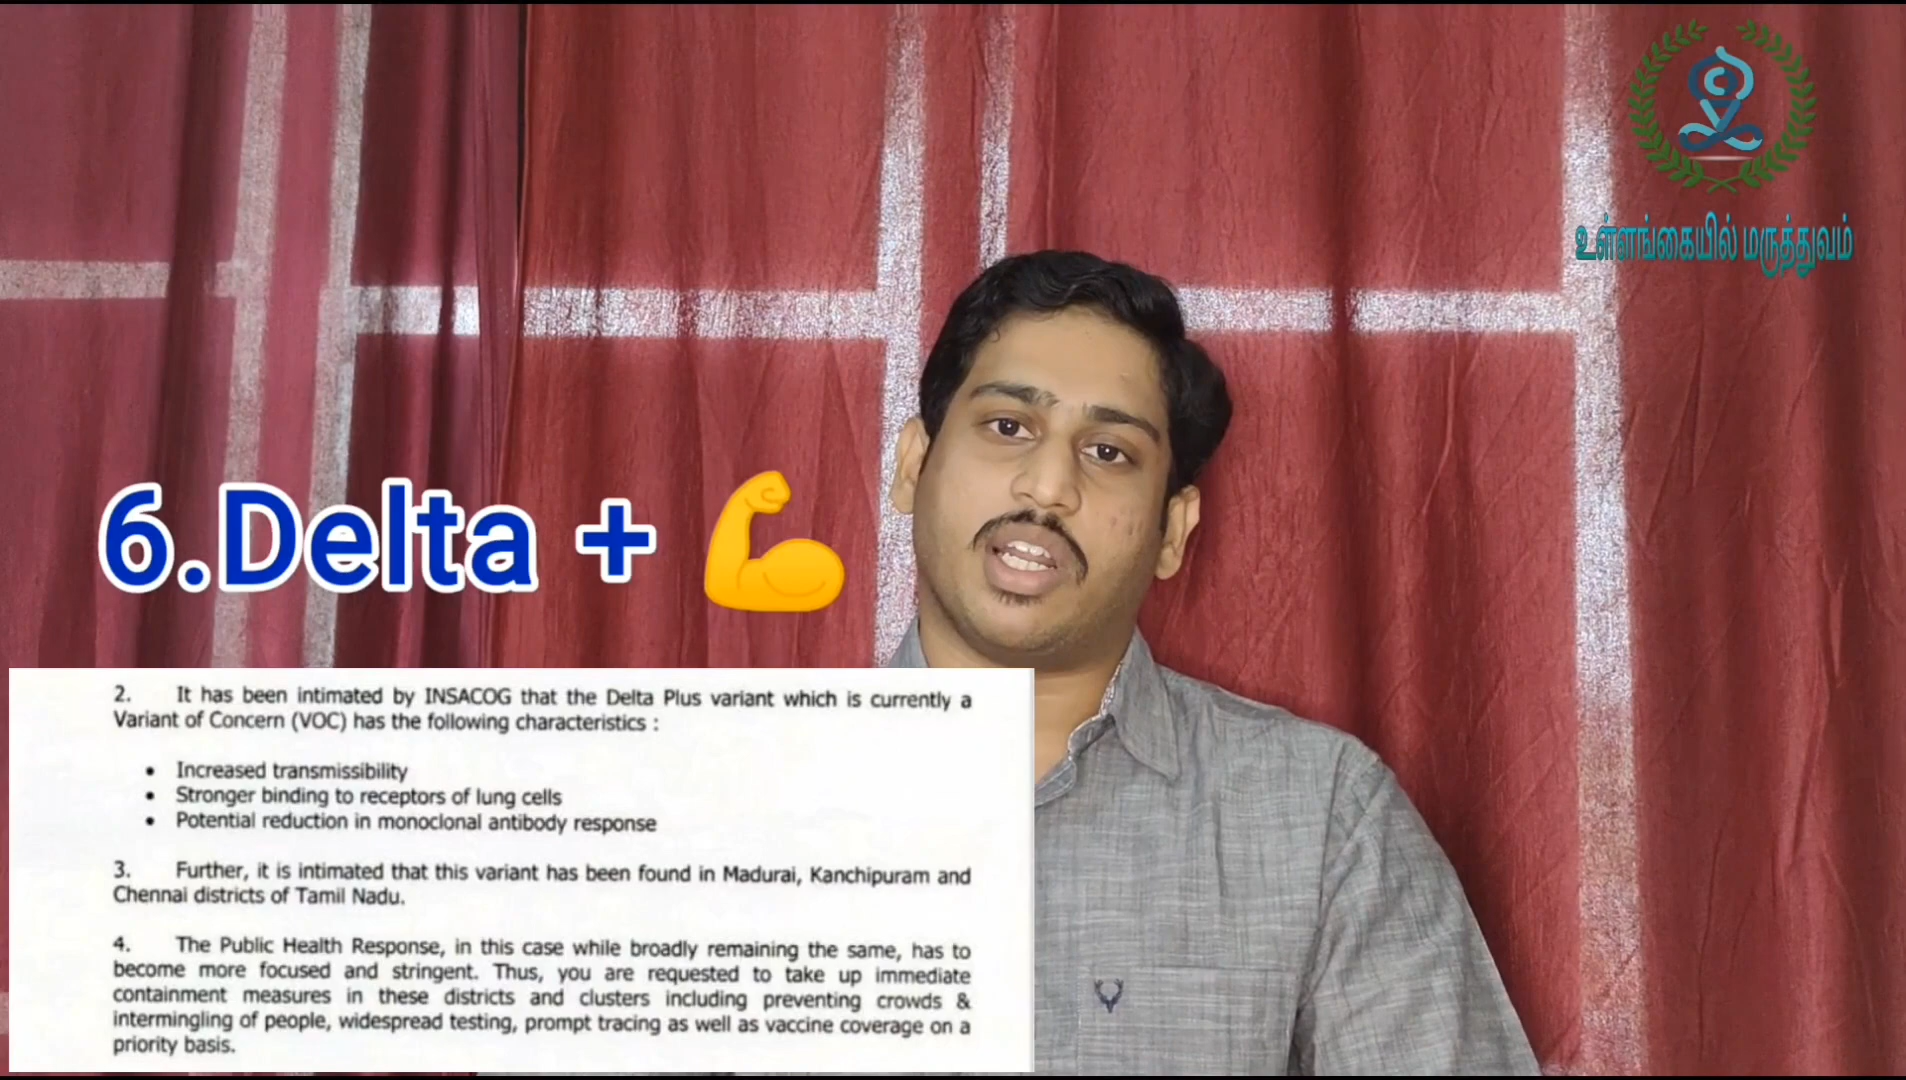 உள்ளங்கையில் மருத்துவம்
6.Delta + 💪
2. It has been intimated by INSACOG that the Delta Plus variant which is currently a
Variant of Concern (VOC) has the following characteristics :
• Increased transmissibility
• Stronger binding to receptors of lung cells
• Potential reduction in monoclonal antibody response
3. Further, it is intimated that this variant has been found in Madurai, Kanchipuram and
Chennai districts of Tamil Nadu.
4. The Public Health Response, in this case while broadly remaining the same, has to
become more focused and stringent. Thus, you are requested to take up immediate
containment measures in these districts and clusters including preventing crowds &
intermingling of people, widespread testing, prompt tracing as well as vaccine coverage on a
priority basis.